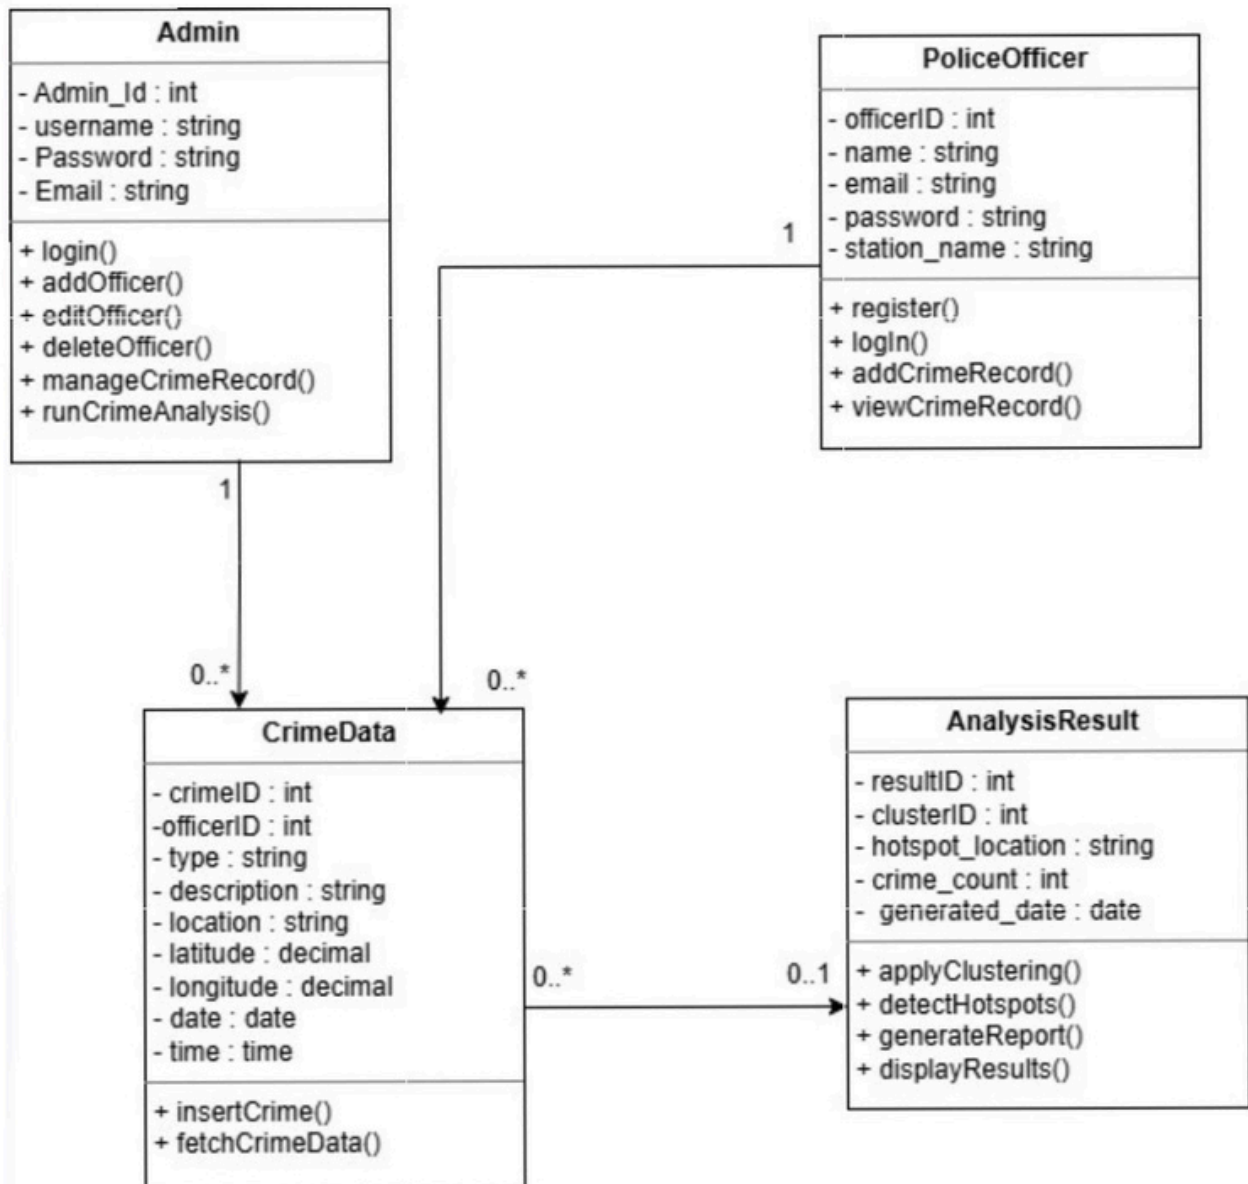 Admin
- Admin_Id : int
- username : string
- Password : string
- Email : string
+ login()
+ addOfficer()
+ editOfficer()
+ deleteOfficer()
+ manageCrimeRecord()
+ runCrimeAnalysis()
PoliceOfficer
- officerID : int
- name : string
- email : string
- password : string
- station_name : string
+ register()
+ logIn()
+ addCrimeRecord()
+ viewCrimeRecord()
1
1
0..*
0..*
CrimeData
- crimeID : int
-officerID : int
- type : string
- description : string
- location : string
- latitude : decimal
- longitude : decimal
- date : date
- time : time
+ insertCrime()
+ fetchCrimeData()
0..*
0..1
AnalysisResult
- resultID : int
- clusterID : int
- hotspot_location : string
- crime_count : int
- generated_date : date
+ applyClustering()
+ detectHotspots()
+ generateReport()
+ displayResults()